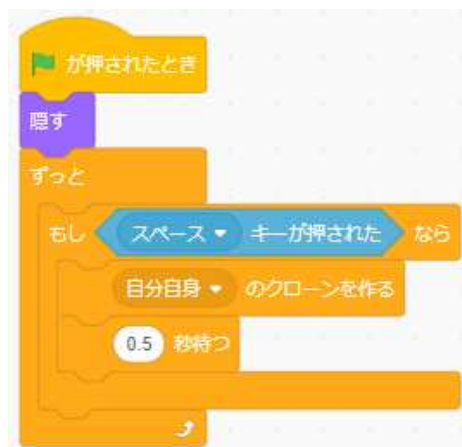 が押されたとき
隠す
ずっと
もし スペース キーが押された なら
自分自身 のクローンを作る
0.5 秒待つ